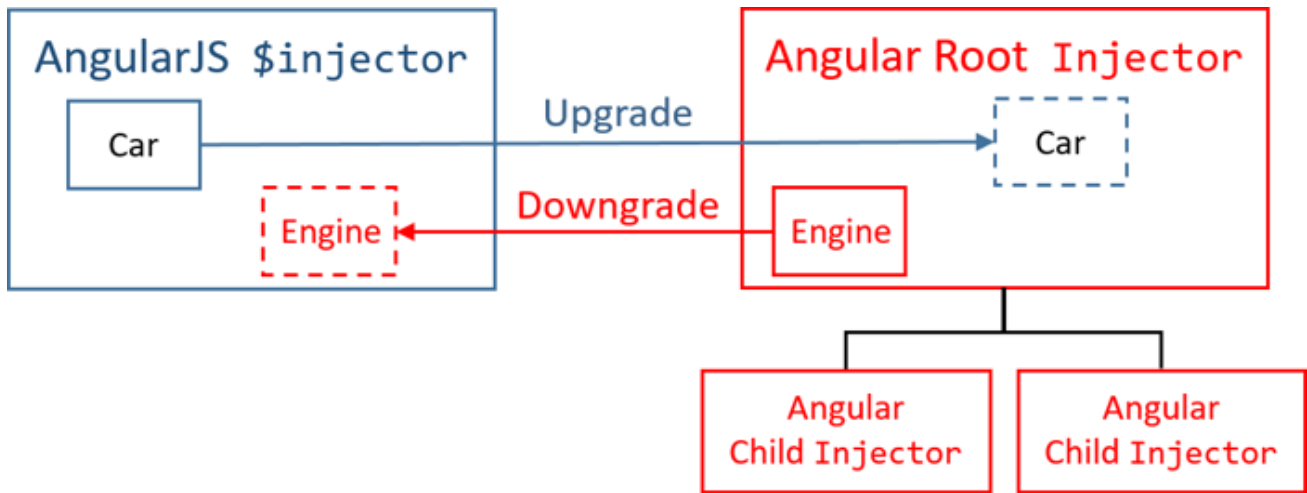 AngularJS $injector
Angular Root Injector
Car
Upgrade
Car
Engine
Downgrade
Engine
Angular
Child Injector
Angular
Child Injector